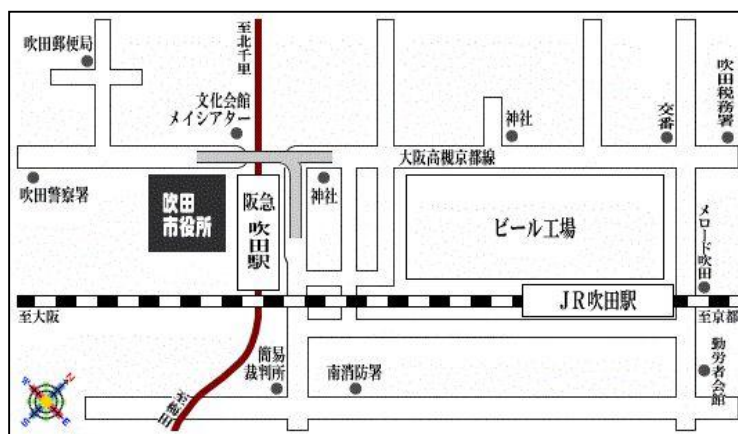 吹田郵便局
至北千里
文化会館
メイシアター
神社
交番
吹田税務署
大阪高槻京都線
吹田警察署
吹田
市役所
阪急
吹田駅
神社
ビール工場
メロード吹田
JR吹田駅
至大阪
至京都
簡易
裁判所
南消防署
勤労者会館
至梅田
N
W
S
E